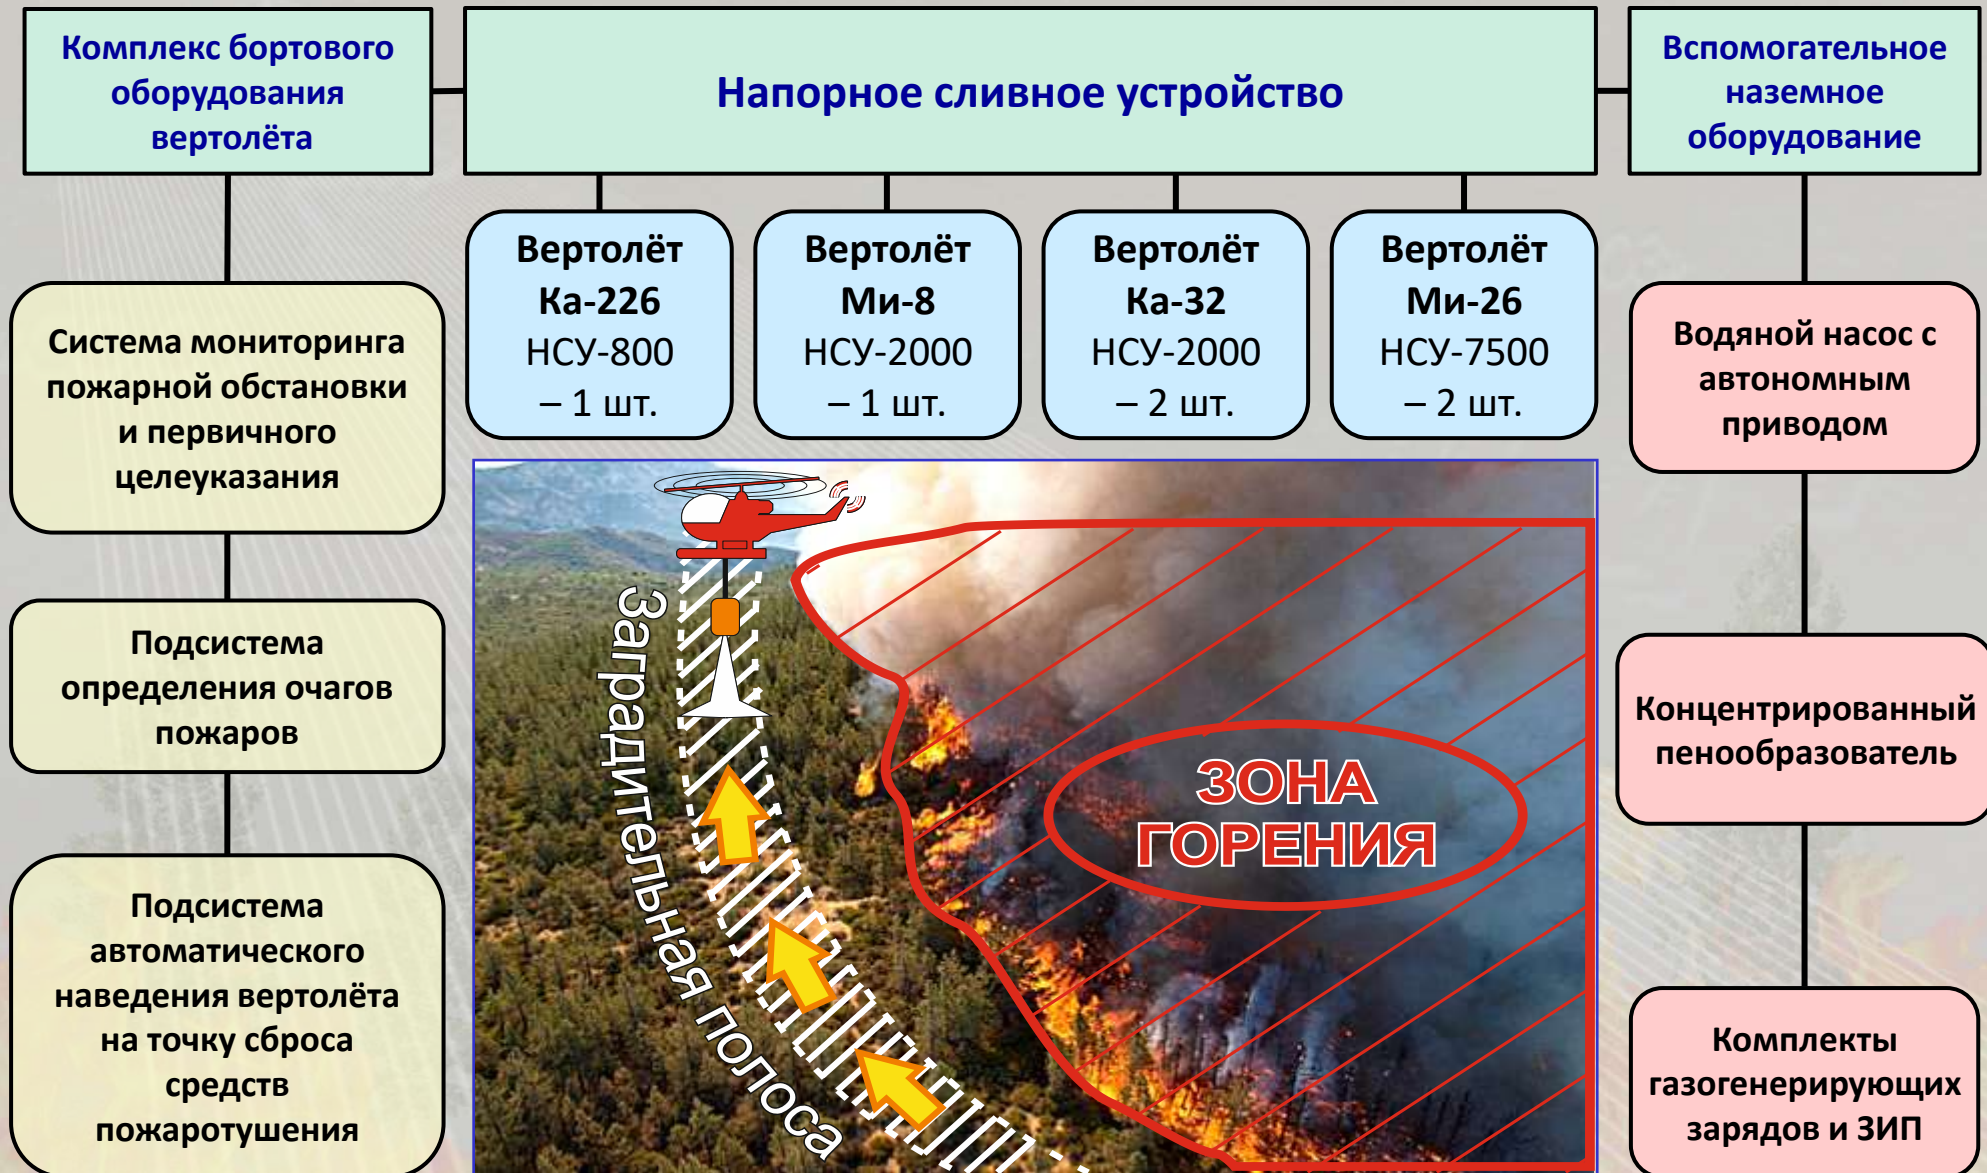 Комплекс бортового
оборудования
вертолёта
Напорное сливное устройство
Вспомогательное
наземное
оборудование
Система мониторинга
пожарной обстановки
и первичного
целеуказания
Подсистема
определения очагов
пожаров
Подсистема
автоматического
наведения вертолёта
на точку сброса
средств
пожаротушения
Вертолёт
Ка-226
НСУ-800
– 1 шт.
Вертолёт
Ми-8
НСУ-2000
– 1 шт.
Вертолёт
Ка-32
НСУ-2000
– 2 шт.
Вертолёт
Ми-26
НСУ-7500
– 2 шт.
Заградительная полоса
ЗОНА
ГОРЕНИЯ
Водяной насос с
автономным
приводом
Концентрированный
пенообразователь
Комплекты
газогенерирующих
зарядов и ЗИП